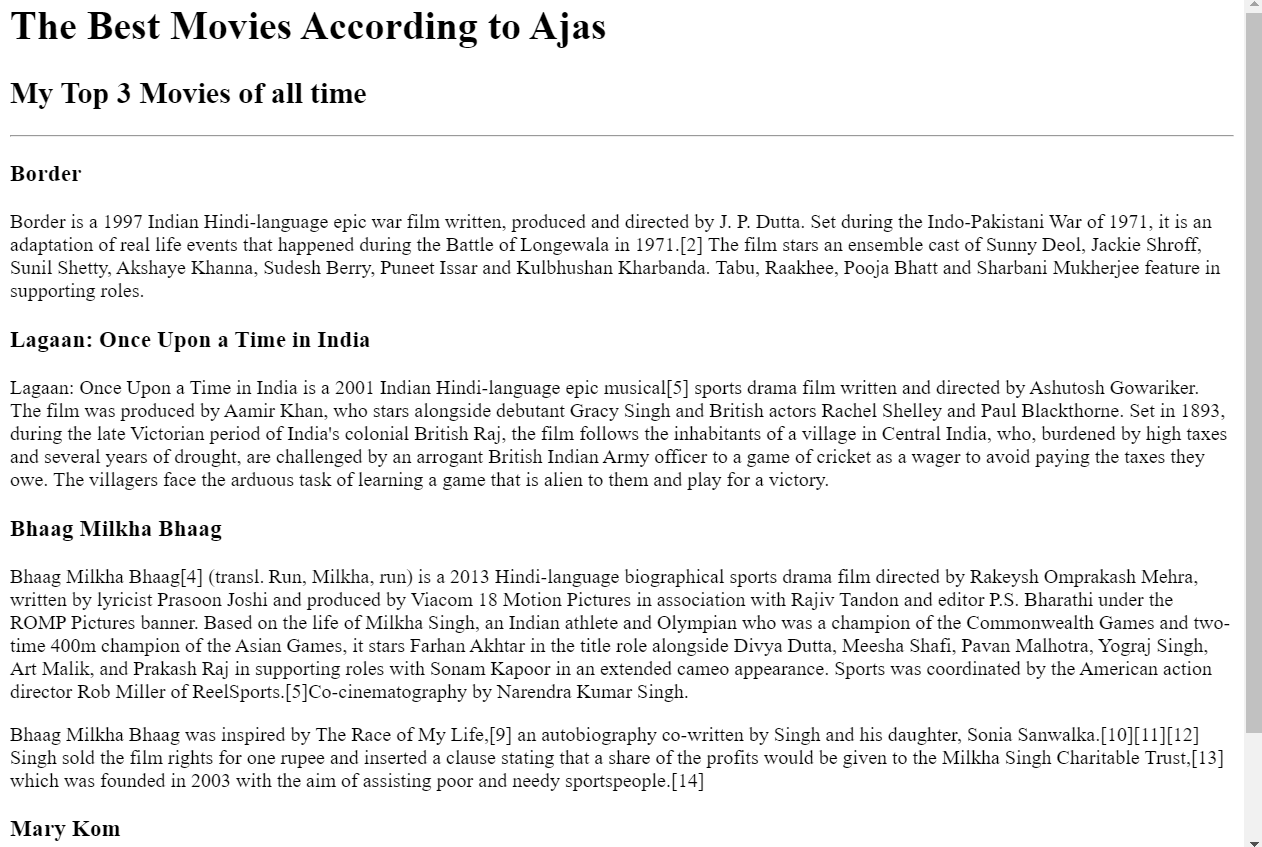 The Best Movies According to Ajas
My Top 3 Movies of all time
Border
Border is a 1997 Indian Hindi-language epic war film written, produced and directed by J. P. Dutta. Set during the Indo-Pakistani War of 1971, it is an
adaptation of real life events that happened during the Battle of Longewala in 1971.[2] The film stars an ensemble cast of Sunny Deol, Jackie Shroff,
Sunil Shetty, Akshaye Khanna, Sudesh Berry, Puneet Issar and Kulbhushan Kharbanda. Tabu, Raakhee, Pooja Bhatt and Sharbani Mukherjee feature in
supporting roles.
Lagaan: Once Upon a Time in India
Lagaan: Once Upon a Time in India is a 2001 Indian Hindi-language epic musical[5] sports drama film written and directed by Ashutosh Gowariker.
The film was produced by Aamir Khan, who stars alongside debutant Gracy Singh and British actors Rachel Shelley and Paul Blackthorne. Set in 1893,
during the late Victorian period of India's colonial British Raj, the film follows the inhabitants of a village in Central India, who, burdened by high taxes
and several years of drought, are challenged by an arrogant British Indian Army officer to a game of cricket as a wager to avoid paying the taxes they
owe. The villagers face the arduous task of learning a game that is alien to them and play for a victory.
Bhaag Milkha Bhaag
Bhaag Milkha Bhaag[4] (transl. Run, Milkha, run) is a 2013 Hindi-language biographical sports drama film directed by Rakeysh Omprakash Mehra,
written by lyricist Prasoon Joshi and produced by Viacom 18 Motion Pictures in association with Rajiv Tandon and editor P.S. Bharathi under the
ROMP Pictures banner. Based on the life of Milkha Singh, an Indian athlete and Olympian who was a champion of the Commonwealth Games and two-
time 400m champion of the Asian Games, it stars Farhan Akhtar in the title role alongside Divya Dutta, Meesha Shafi, Pavan Malhotra, Yograj Singh,
Art Malik, and Prakash Raj in supporting roles with Sonam Kapoor in an extended cameo appearance. Sports was coordinated by the American action
director Rob Miller of ReelSports.[5]Co-cinematography by Narendra Kumar Singh.
Bhaag Milkha Bhaag was inspired by The Race of My Life,[9] an autobiography co-written by Singh and his daughter, Sonia Sanwalka.[10][11][12]
Singh sold the film rights for one rupee and inserted a clause stating that a share of the profits would be given to the Milkha Singh Charitable Trust,[13]
which was founded in 2003 with the aim of assisting poor and needy sportspeople.[14]
Mary Kom